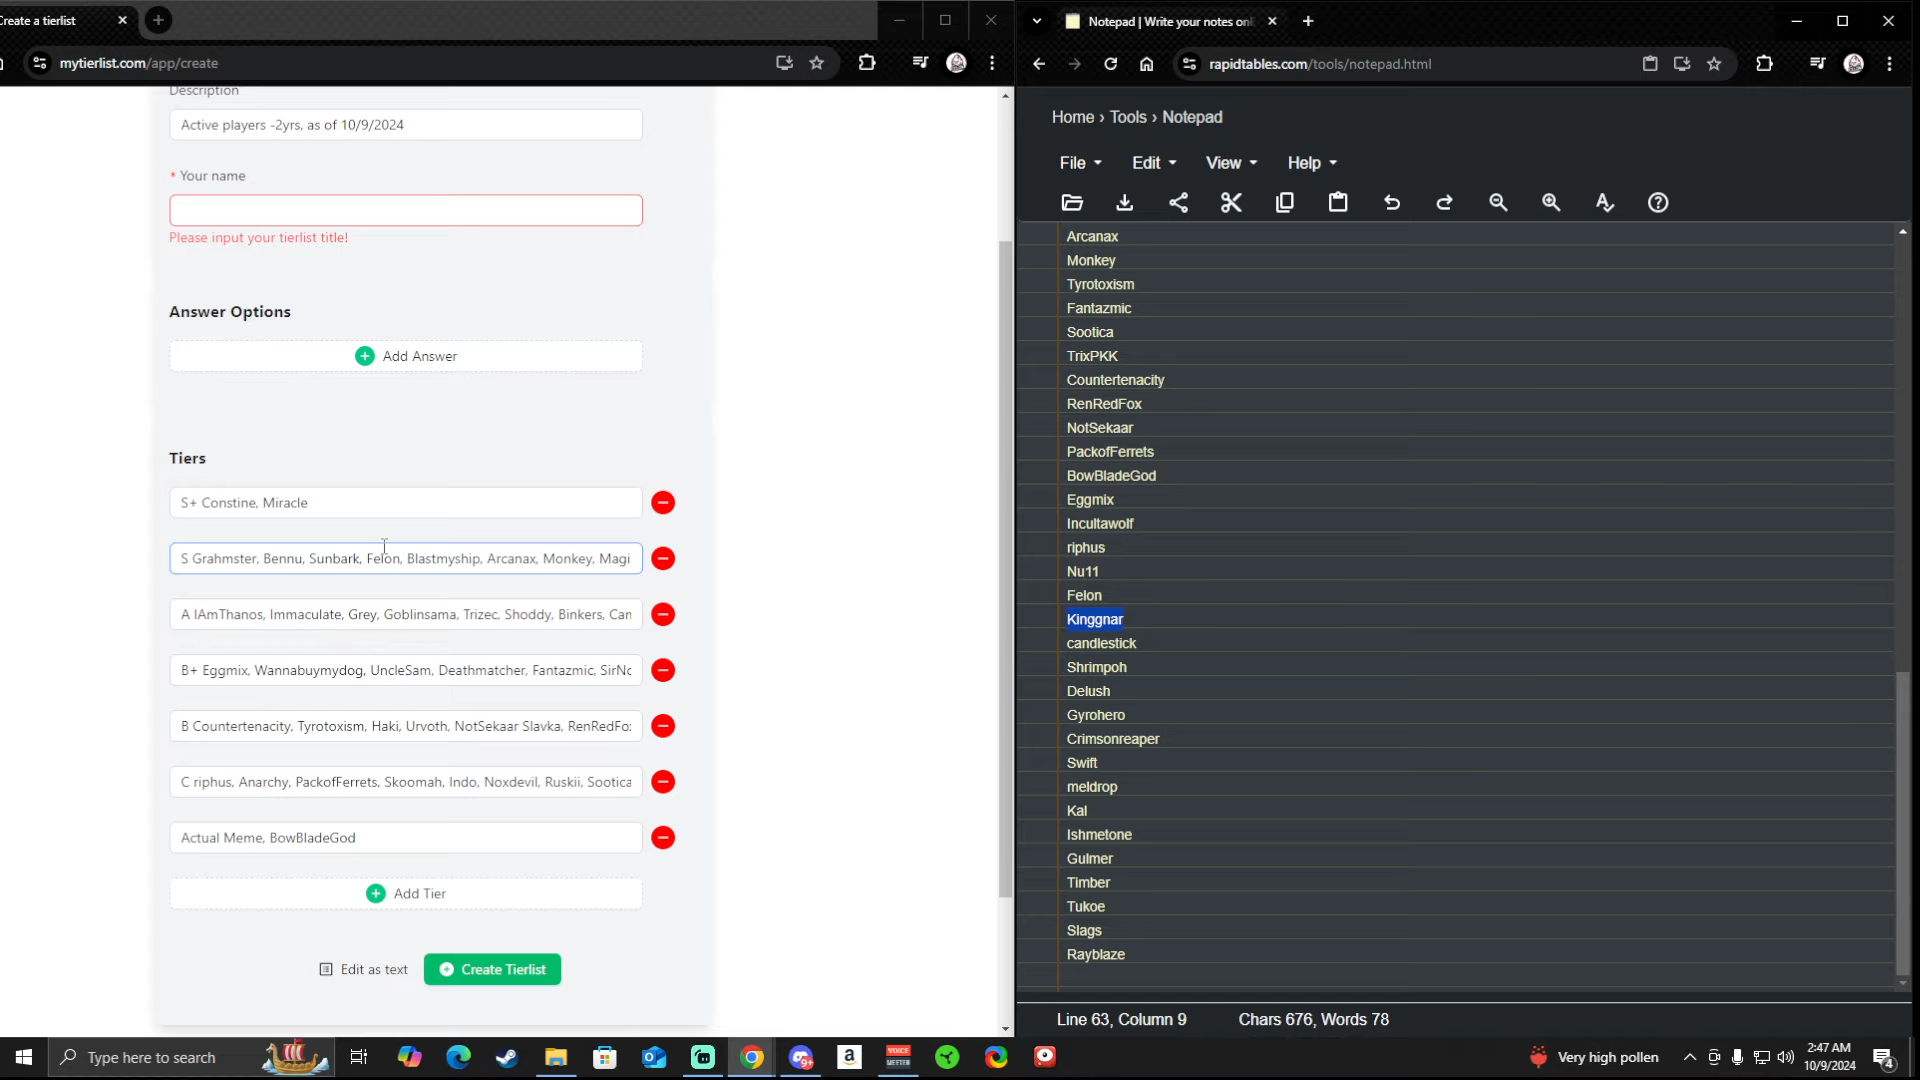 Create a tierlist
mytierlist.com/app/create
Description
Active players -2yrs, as of 10/9/2024
* Your name
Please input your tierlist title!
Answer Options
Add Answer
Tiers
S+ Constine, Miracle
S Grahmster, Bennu, Sunbark, Felon, Blastmyship, Arcanax, Monkey, Magi
A IAmThanos, Immaculate, Grey, Goblinsama, Trizec, Shoddy, Binkers, Can
B+ Eggmix, Wannabuymydog, UncleSam, Deathmatcher, Fantazmic, SirNo
B Countertenacity, Tyrotoxism, Haki, Urvoth, NotSekaar Slavka, RenRedFo
C riphus, Anarchy, PackofFerrets, Skoomah, Indo, Noxdevil, Ruskii, Sootica
Actual Meme, BowBladeGod
Add Tier
Edit as text
Create Tierlist
Notepad | Write your notes onl
rapidtables.com/tools/notepad.html
Home › Tools › Notepad
File Edit View Help
Arcanax
Monkey
Tyrotoxism
Fantazmic
Sootica
TrixPKK
Countertenacity
RenRedFox
NotSekaar
PackofFerrets
BowBladeGod
Eggmix
Incultawolf
riphus
Nu11
Felon
Kinggnar
candlestick
Shrimpoh
Delush
Gyrohero
Crimsonreaper
Swift
meldrop
Kal
Ishmetone
Gulmer
Timber
Tukoe
Slags
Rayblaze
Line 63, Column 9 Chars 676, Words 78
Type here to search
VOICE
MEETER
Very high pollen
2:47 AM
10/9/2024
4